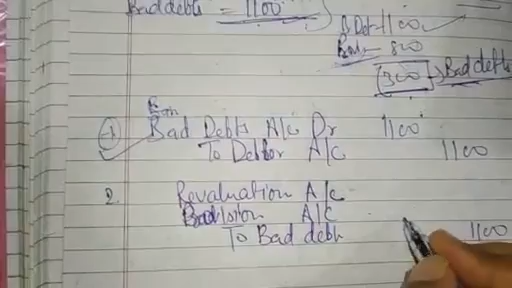 Bad debts = 1100
B Debt 1100
800
300 → Bad debts
1 Bad Debts A/c Dr 1100
To Debtor A/C 1100
2. Revaluation A/c
A/C
To Bad debt 1100